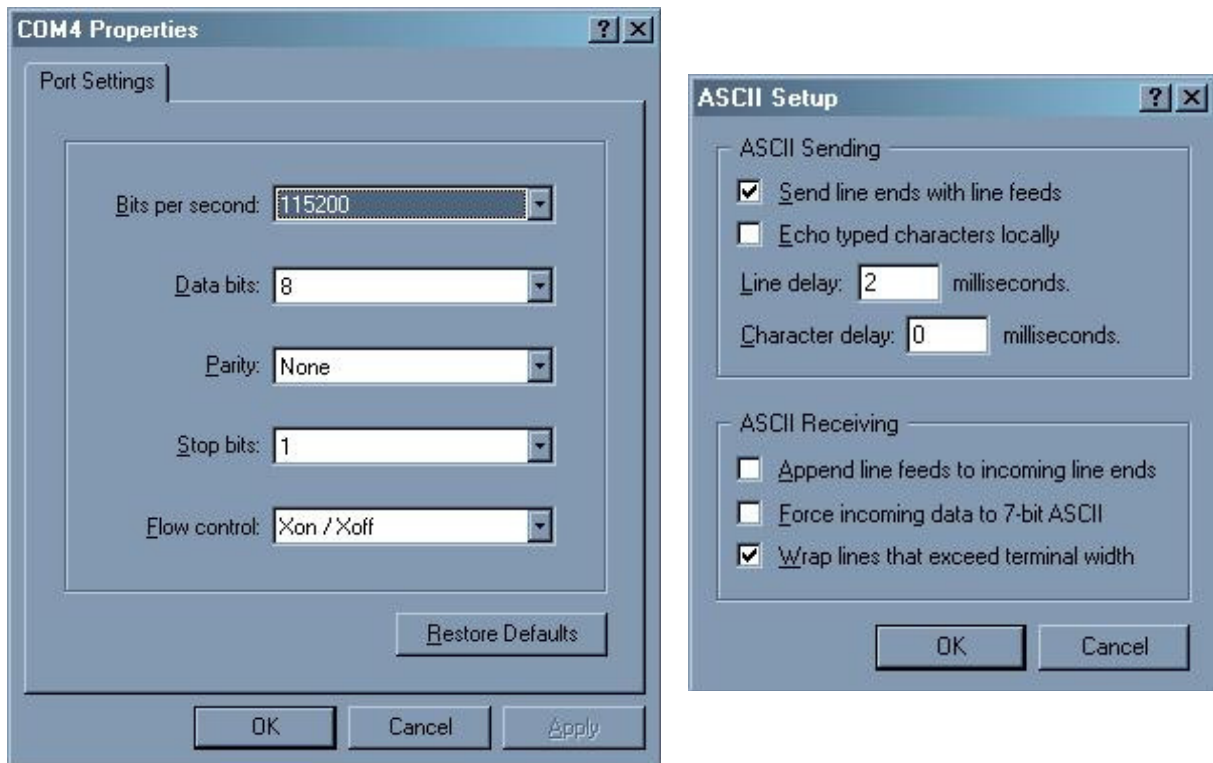 COM4 Properties
Port Settings
Bits per second: 115200
Data bits: 8
Parity: None
Stop bits: 1
Flow control: Xon / Xoff
Restore Defaults
OK Cancel Apply
ASCII Setup
ASCII Sending
Send line ends with line feeds
Echo typed characters locally
Line delay: 2 milliseconds.
Character delay: 0 milliseconds.
ASCII Receiving
Append line feeds to incoming line ends
Force incoming data to 7-bit ASCII
Wrap lines that exceed terminal width
OK Cancel